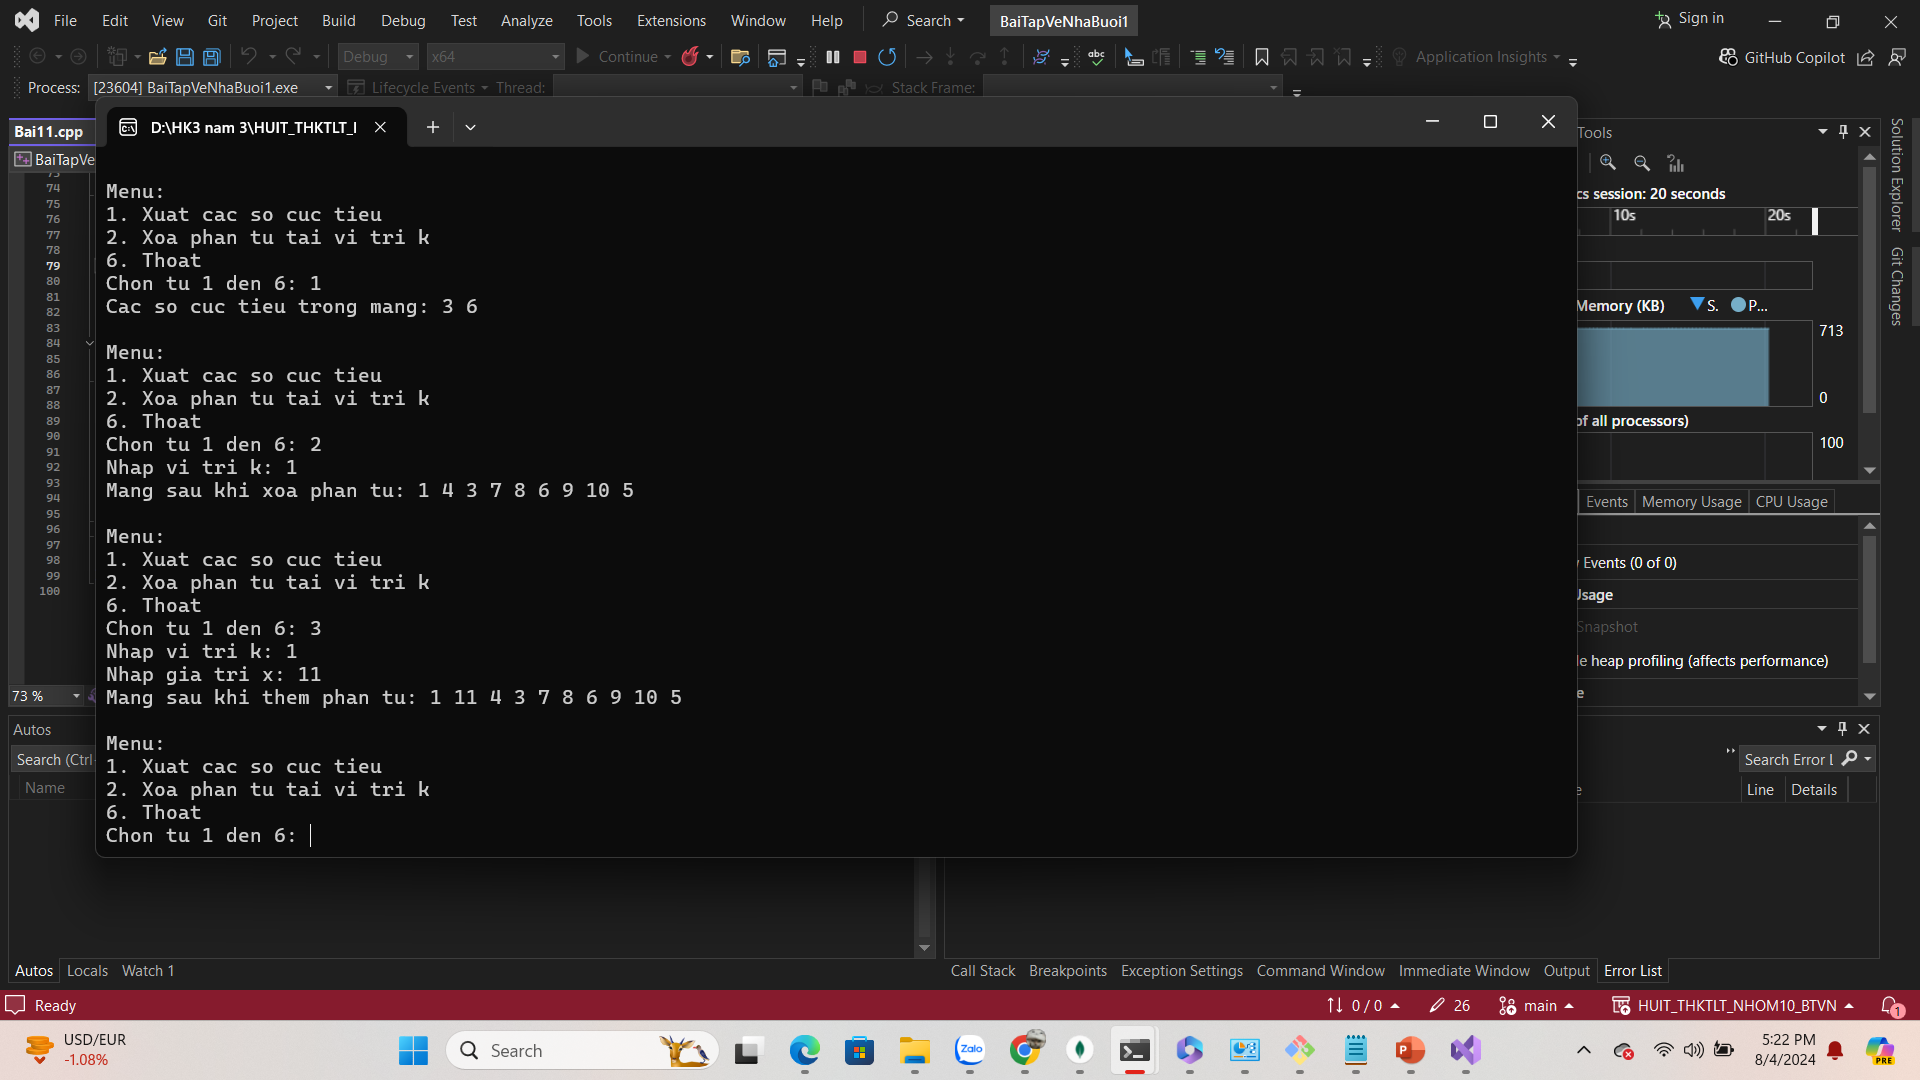 File Edit View Git Project Build Debug Test Analyze Tools Extensions Window Help Search BaiTapVeNhaBuoi1 Sign in
Debug x64 Continue Application Insights GitHub Copilot
Process: [23604] BaiTapVeNhaBuoi1.exe Lifecycle Events Thread: Stack Frame:
Bai11.cpp
BaiTapVe
D:\HK3 nam 3\HUIT_THKTLT_
73
74
75
76
77
78
79
80
81
82
83
84
85
86
87
88
89
90
91
92
93
94
95
96
97
98
99
100
73 %
Menu:
1. Xuat cac so cuc tieu
2. Xoa phan tu tai vi tri k
6. Thoat
Chon tu 1 den 6: 1
Cac so cuc tieu trong mang: 3 6
Menu:
1. Xuat cac so cuc tieu
2. Xoa phan tu tai vi tri k
6. Thoat
Chon tu 1 den 6: 2
Nhap vi tri k: 1
Mang sau khi xoa phan tu: 1 4 3 7 8 6 9 10 5
Menu:
1. Xuat cac so cuc tieu
2. Xoa phan tu tai vi tri k
6. Thoat
Chon tu 1 den 6: 3
Nhap vi tri k: 1
Nhap gia tri x: 11
Mang sau khi them phan tu: 1 11 4 3 7 8 6 9 10 5
Menu:
1. Xuat cac so cuc tieu
2. Xoa phan tu tai vi tri k
6. Thoat
Chon tu 1 den 6:
Tools
cs session: 20 seconds
10s 20s
Memory (KB) S. P...
713
0
of all processors)
100
Events Memory Usage CPU Usage
Events (0 of 0)
Usage
Snapshot
le heap profiling (affects performance)
e
Solution Explorer
Git Changes
Autos
Search (Ctrl
Name
Search Error L
e Line Details
Autos Locals Watch 1
Call Stack Breakpoints Exception Settings Command Window Immediate Window Output Error List
Ready 0 / 0 26 main HUIT_THKTLT_NHOM10_BTVN 1
USD/EUR
-1.08%
Search
Zalo
PRE
5:22 PM
8/4/2024